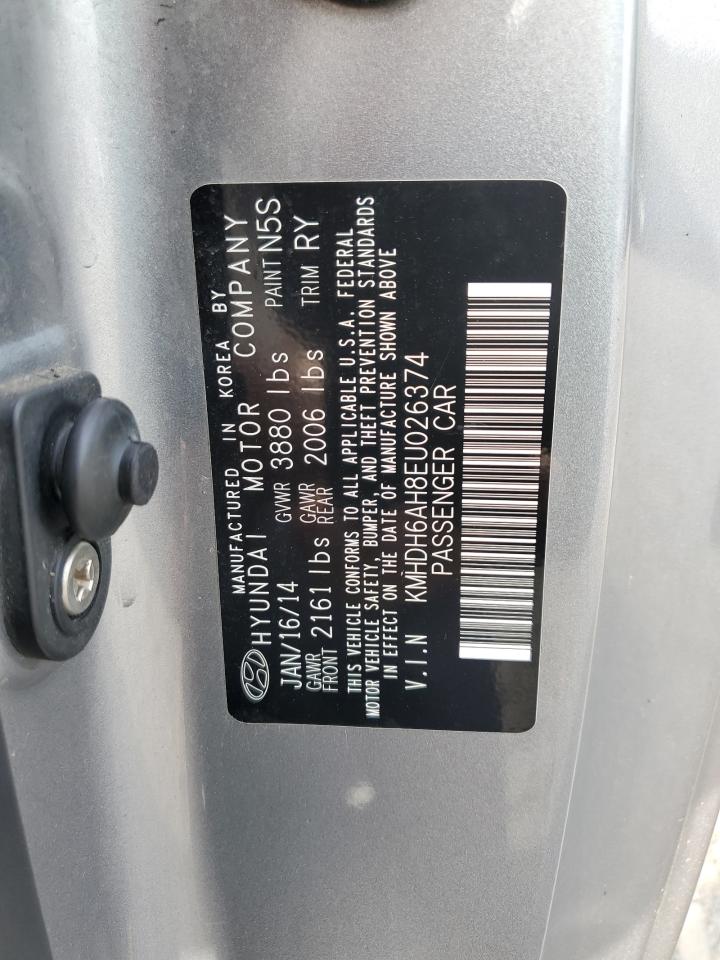 MANUFACTURED IN KOREA BY
HYUNDAI MOTOR COMPANY
JAN/16/14 GVWR 3880 lbs PAINT N5S
GAWR FRONT 2161 lbs GAWR REAR 2006 lbs TRIM RY
THIS VEHICLE CONFORMS TO ALL APPLICABLE U.S.A. FEDERAL
MOTOR VEHICLE SAFETY, BUMPER, AND THEFT PREVENTION STANDARDS
IN EFFECT ON THE DATE OF MANUFACTURE SHOWN ABOVE
V.I.N KMHDH6AH8EU026374
PASSENGER CAR